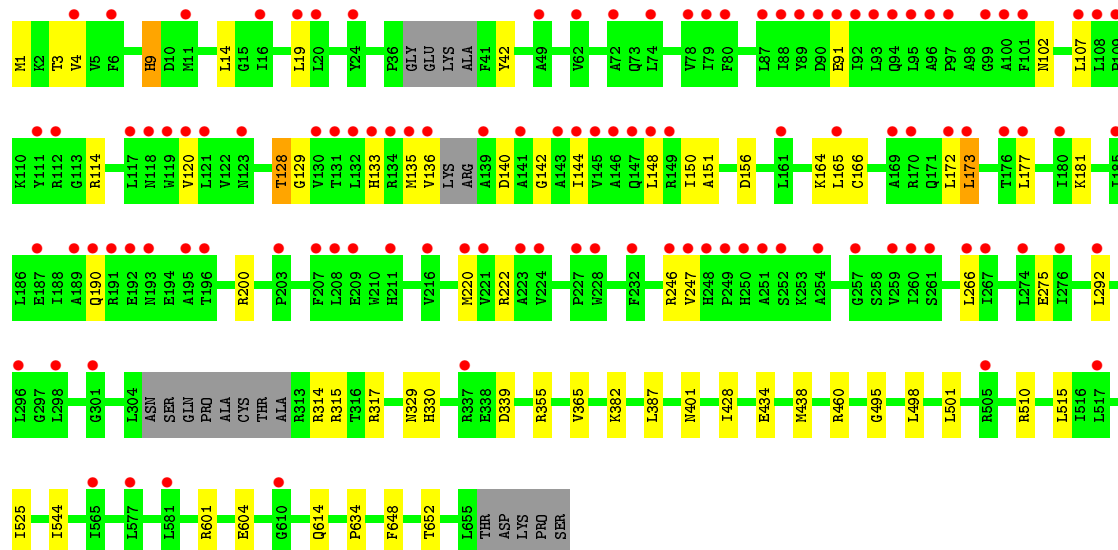 M1 K2 T3 V4 V5 F6 H9 D10 M11 L14 G15 I16 L19 L20 Y24 P36 GLY GLU LYS ALA F41 Y42 A49 V62 A72 Q73 L74 V78 I79 F80 L87 I88 Y89 D90 E91 I92 L93 Q94 L95 A96 P97 A98 G99 A100 F101 N102 L107 L108 P109
K110 Y111 R112 G113 R114 L117 N118 W119 V120 L121 V122 N123 T128 G129 V130 T131 L132 H133 R134 M135 V136 LYS ARG A139 D140 A141 G142 A143 I144 V145 A146 Q147 L148 R149 I150 A151 D156 L161 K164 L165 C166 A169 R170 Q171 L172 L173 T176 L177 I180 K181 I185
L186 E187 I188 A189 Q190 R191 E192 N193 E194 A195 T196 R200 P203 F207 L208 E209 W210 H211 V216 M220 V221 R222 A223 V224 P227 W228 F232 R246 V247 H248 P249 H250 A251 S252 K253 A254 G257 S258 V259 I260 S261 L266 I267 L274 E275 I276 L292
L296 G297 L298 G301 L304 ASN SER GLN PRO ALA CYS THR ALA R313 R314 R315 T316 R317 N329 H330 R337 E338 D339 R355 V365 K382 L387 N401 I428 E434 M438 R460 G495 L498 L501 R505 R510 L515 I516 L517
I525 I544 I565 L577 L581 R601 E604 G610 Q614 P634 F648 T652 L655 THR ASP LYS PRO SER